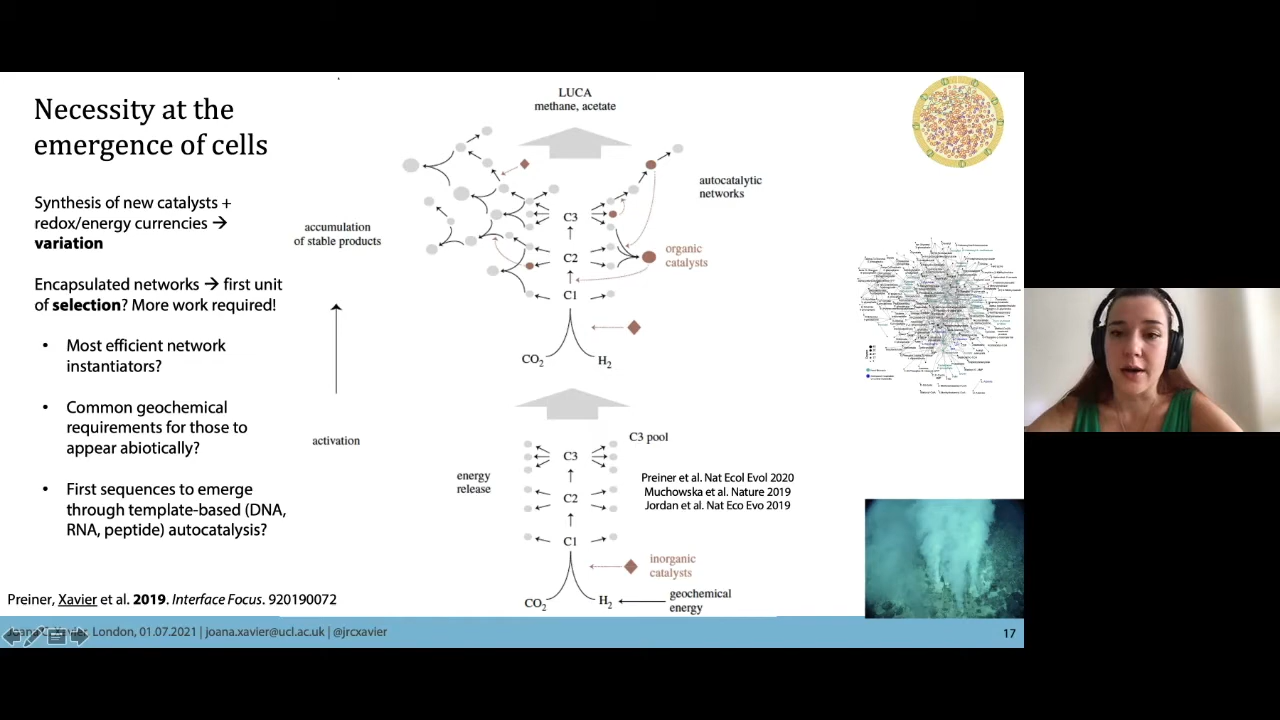 Necessity at the
emergence of cells
Synthesis of new catalysts +
redox/energy currencies →
variation
Encapsulated networks → first unit
of selection? More work required!
• Most efficient network
instantiators?
• Common geochemical
requirements for those to
appear abiotically?
• First sequences to emerge
through template-based (DNA,
RNA, peptide) autocatalysis?
Preiner, Xavier et al. 2019. Interface Focus. 920190072
accumulation
of stable products
activation
LUCA
methane, acetate
autocatalytic
networks
C3
organic
catalysts
C2
C1
CO2
H2
C3 pool
C3
energy
release
C2
C1
inorganic
catalysts
CO2
H2
geochemical
energy
Preiner et al. Nat Ecol Evol 2020
Muchowska et al. Nature 2019
Jordan et al. Nat Eco Evo 2019
London, 01.07.2021 | joana.xavier@ucl.ac.uk | @jrcxavier
17